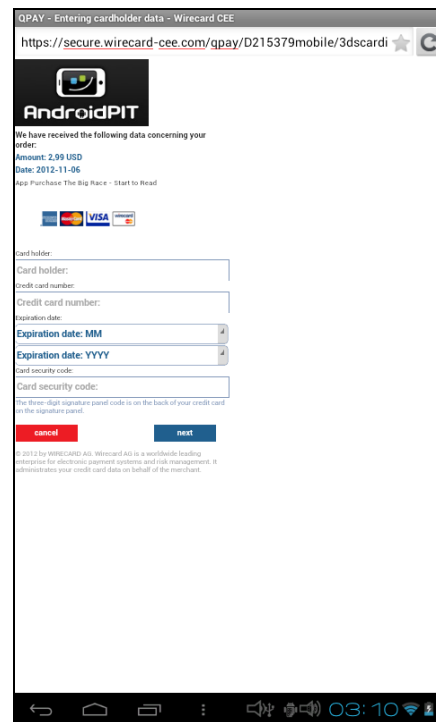 QPAY - Entering cardholder data - Wirecard CEE
https://secure.wirecard-cee.com/qpay/D215379mobile/3dscardi
AndroidPIT
We have received the following data concerning your
order:
Amount: 2,99 USD
Date: 2012-11-06
App Purchase The Big Race - Start to Read
VISA
Card holder:
Card holder:
Credit card number:
Credit card number:
Expiration date:
Expiration date: MM
Expiration date: YYYY
Card security code:
Card security code:
The three-digit signature panel code is on the back of your credit card
on the signature panel.
cancel next
© 2012 by WIRECARD AG. Wirecard AG is a worldwide leading
enterprise for electronic payment systems and risk management. It
administrates your credit card data on behalf of the merchant.
03:10